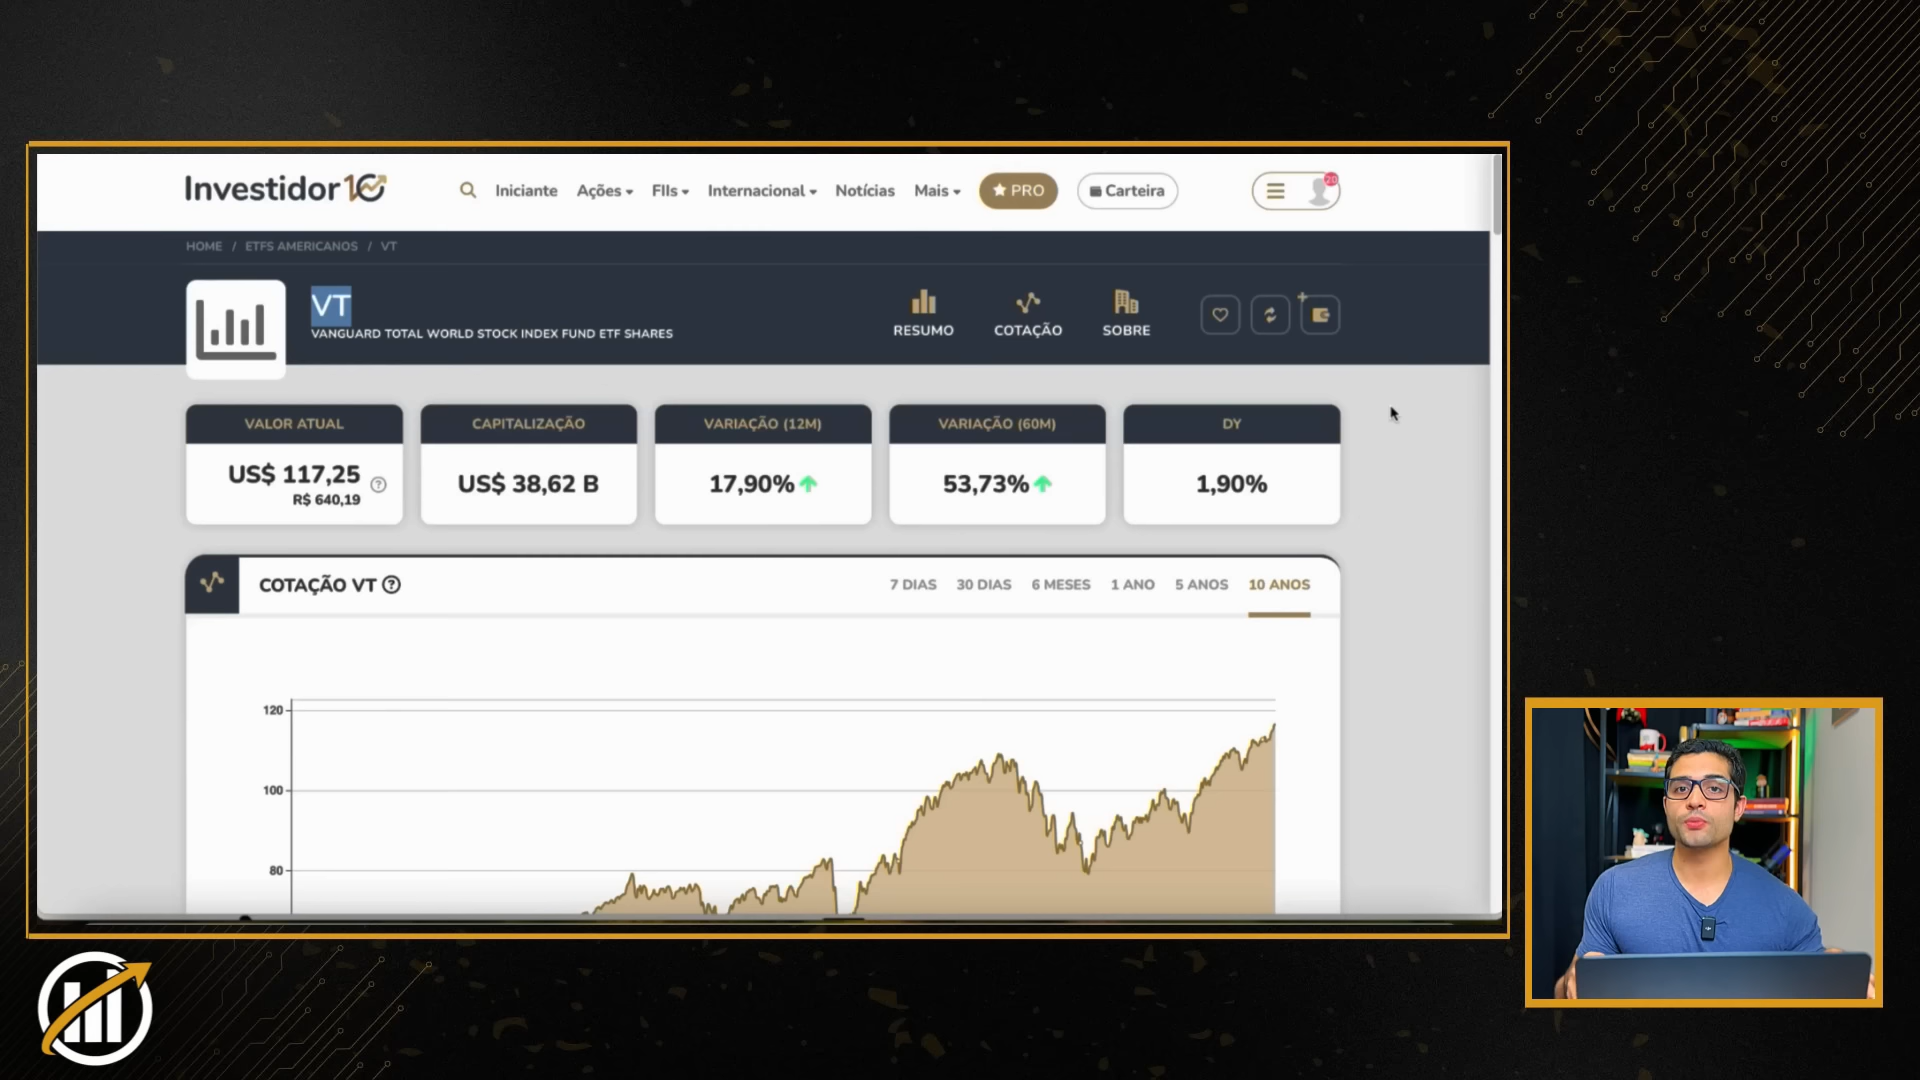 Investidor10
Iniciante Ações FIIs Internacional Notícias Mais PRO Carteira 20
HOME / ETFS AMERICANOS / VT
VT
VANGUARD TOTAL WORLD STOCK INDEX FUND ETF SHARES
RESUMO COTAÇÃO SOBRE
VALOR ATUAL CAPITALIZAÇÃO VARIAÇÃO (12M) VARIAÇÃO (60M) DY
US$ 117,25 US$ 38,62 B 17,90% 53,73% 1,90%
R$ 640,19
COTAÇÃO VT 7 DIAS 30 DIAS 6 MESES 1 ANO 5 ANOS 10 ANOS
120
100
80